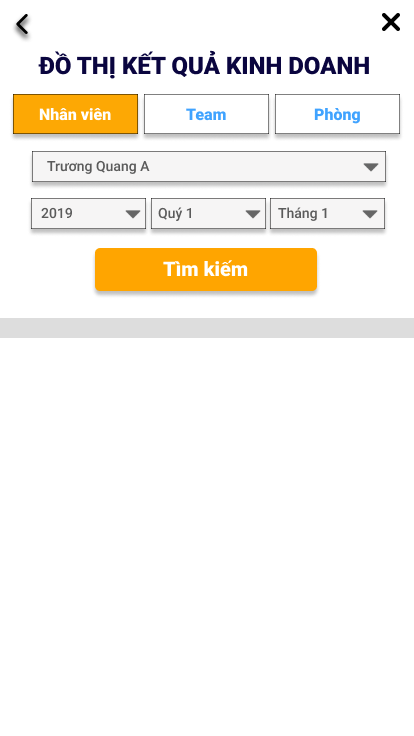 ĐỒ THỊ KẾT QUẢ KINH DOANH
Nhân viên Team Phòng
Trương Quang A
2019 Quý 1 Tháng 1
Tìm kiếm